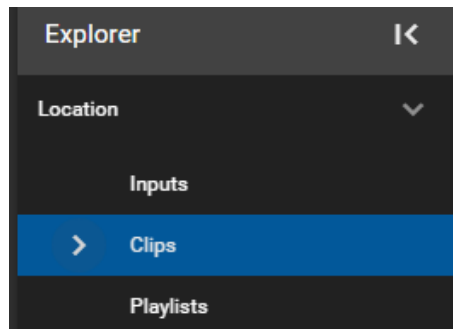 Explorer
Location
Inputs
Clips
Playlists